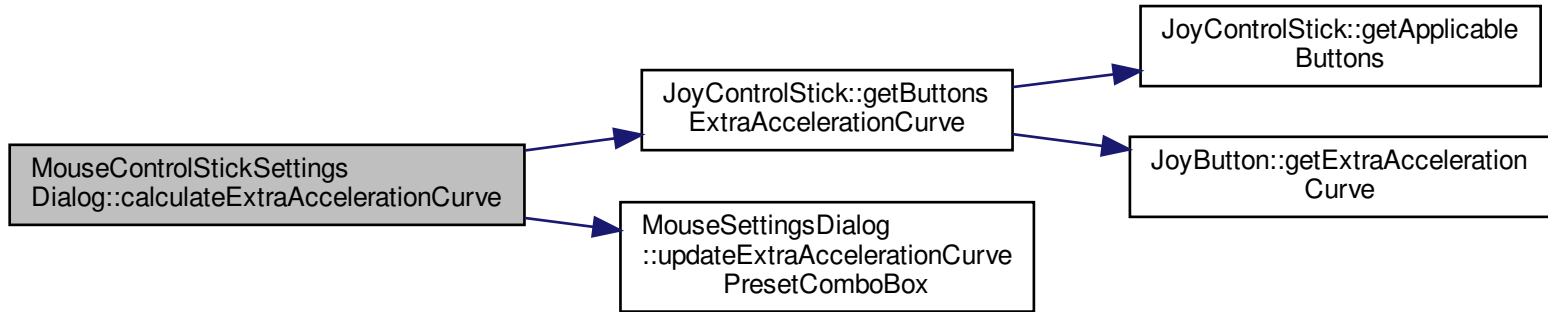 MouseControlStickSettings
Dialog::calculateExtraAccelerationCurve
JoyControlStick::getButtons
ExtraAccelerationCurve
MouseSettingsDialog
::updateExtraAccelerationCurve
PresetComboBox
JoyControlStick::getApplicable
Buttons
JoyButton::getExtraAcceleration
Curve